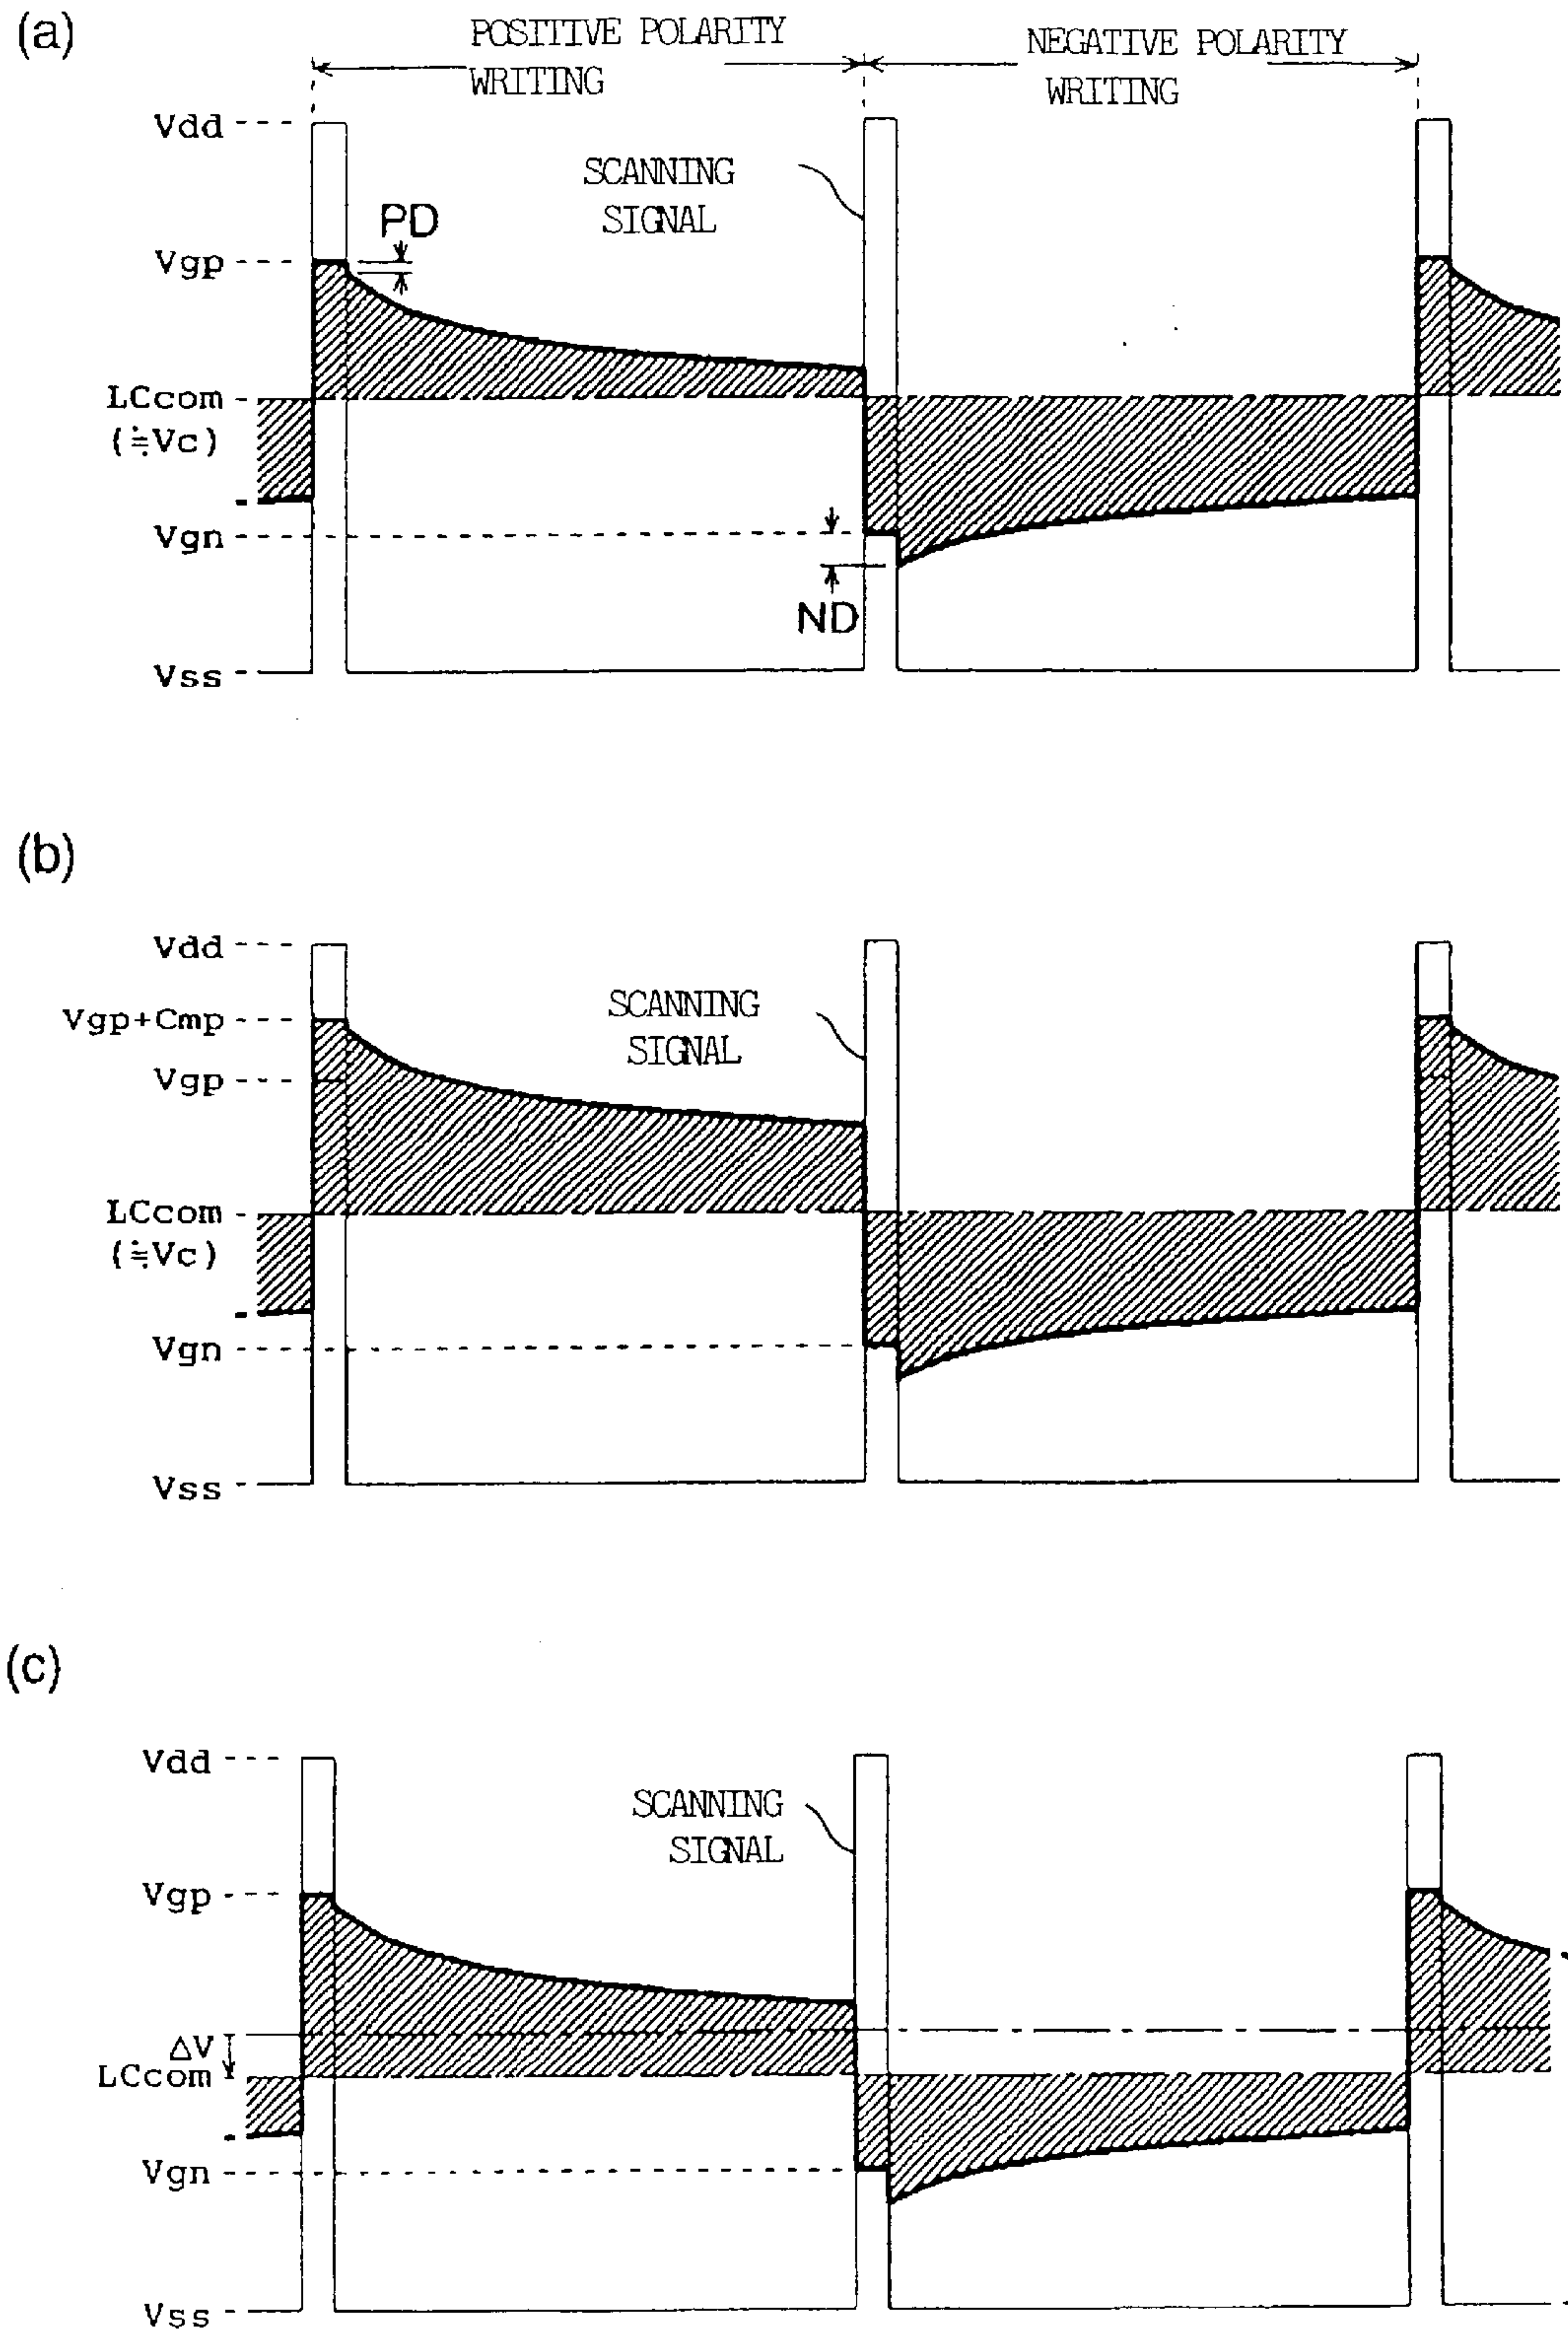 (a)
POSITIVE POLARITY
WRITING
NEGATIVE POLARITY
WRITING
Vdd
SCANNING
SIGNAL
PD
Vgp
LCcom
(≒Vc)
Vgn
ND
Vss
(b)
Vdd
Vgp+Cmp
SCANNING
SIGNAL
Vgp
LCcom
(≒Vc)
Vgn
Vss
(c)
Vdd
SCANNING
SIGNAL
Vgp
ΔV
LCcom
Vgn
Vss